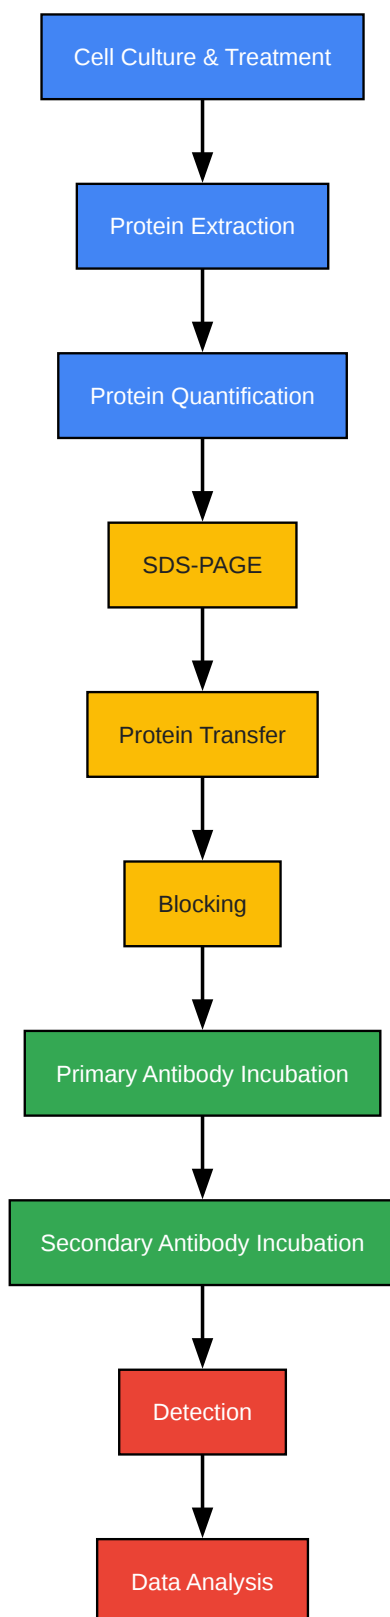 Cell Culture & Treatment
Protein Extraction
Protein Quantification
SDS-PAGE
Protein Transfer
Blocking
Primary Antibody Incubation
Secondary Antibody Incubation
Detection
Data Analysis